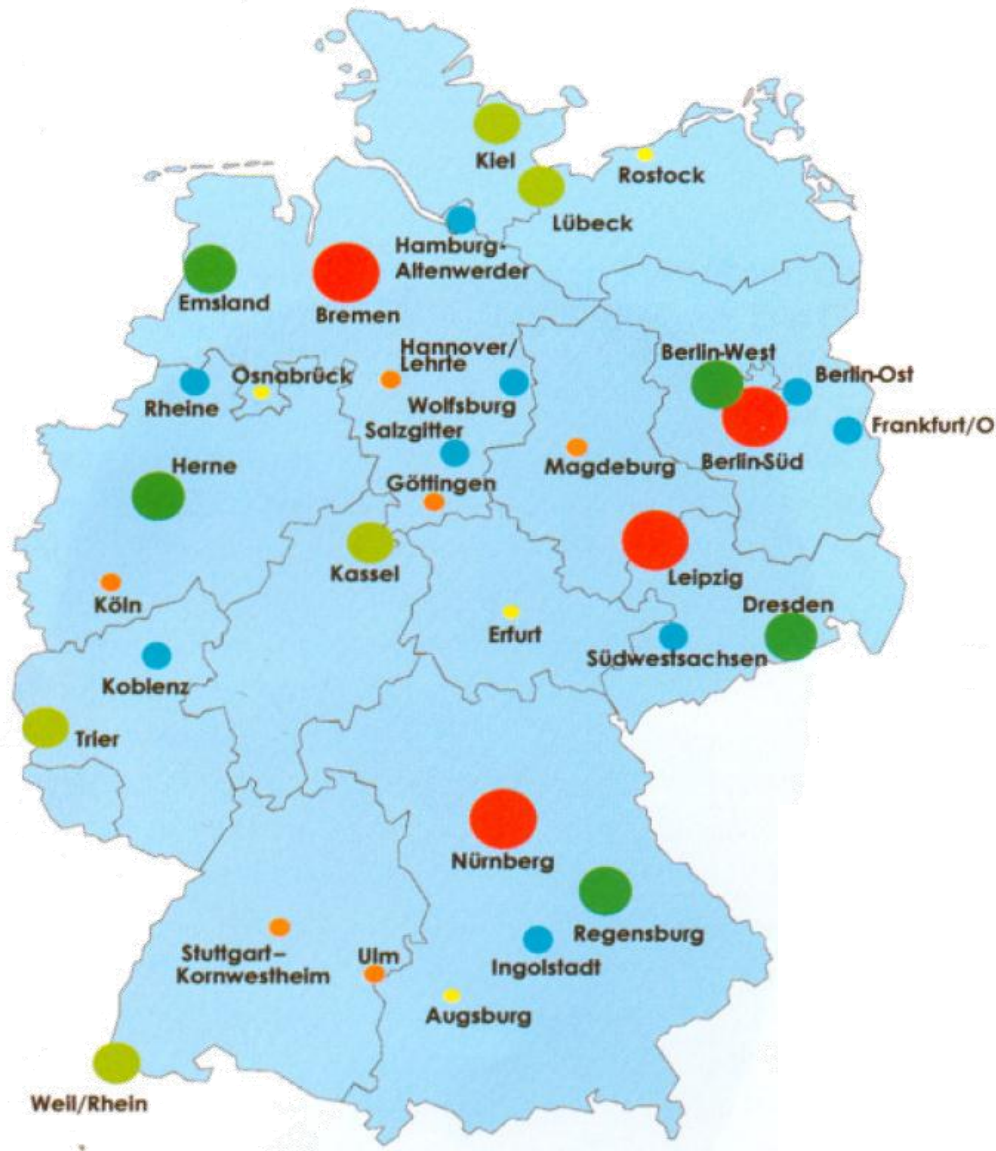 Kiel
Rostock
Lübeck
Hamburg-
Altenwerder
Emsland
Bremen
Hannover/
Lehrte
Berlin-West
Osnabrück
Berlin-Ost
Rheine
Wolfsburg
Frankfurt/O
Salzgitter
Herne
Magdeburg
Berlin-Süd
Göttingen
Kassel
Leipzig
Köln
Dresden
Erfurt
Südwestsachsen
Koblenz
Trier
Nürnberg
Regensburg
Stuttgart–
Kornwestheim
Ulm
Ingolstadt
Augsburg
Weil/Rhein